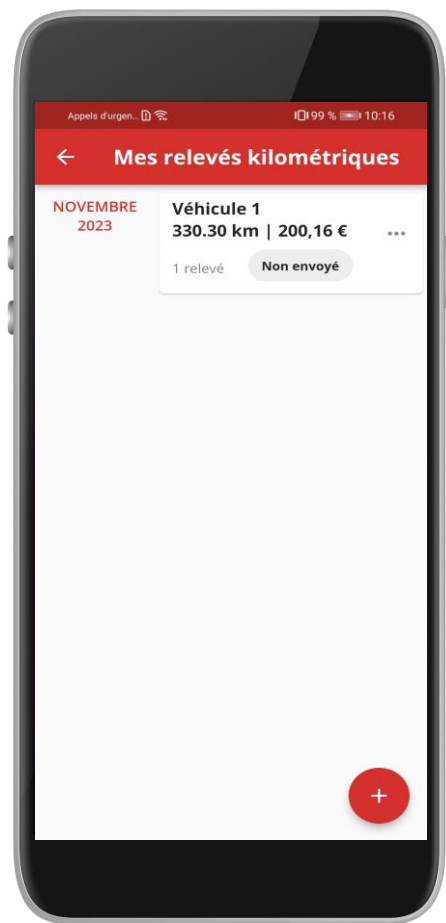 Appels d'urgen... 99 % 10:16
Mes relevés kilométriques
NOVEMBRE
2023
Véhicule 1
330.30 km | 200,16 €
1 relevé Non envoyé